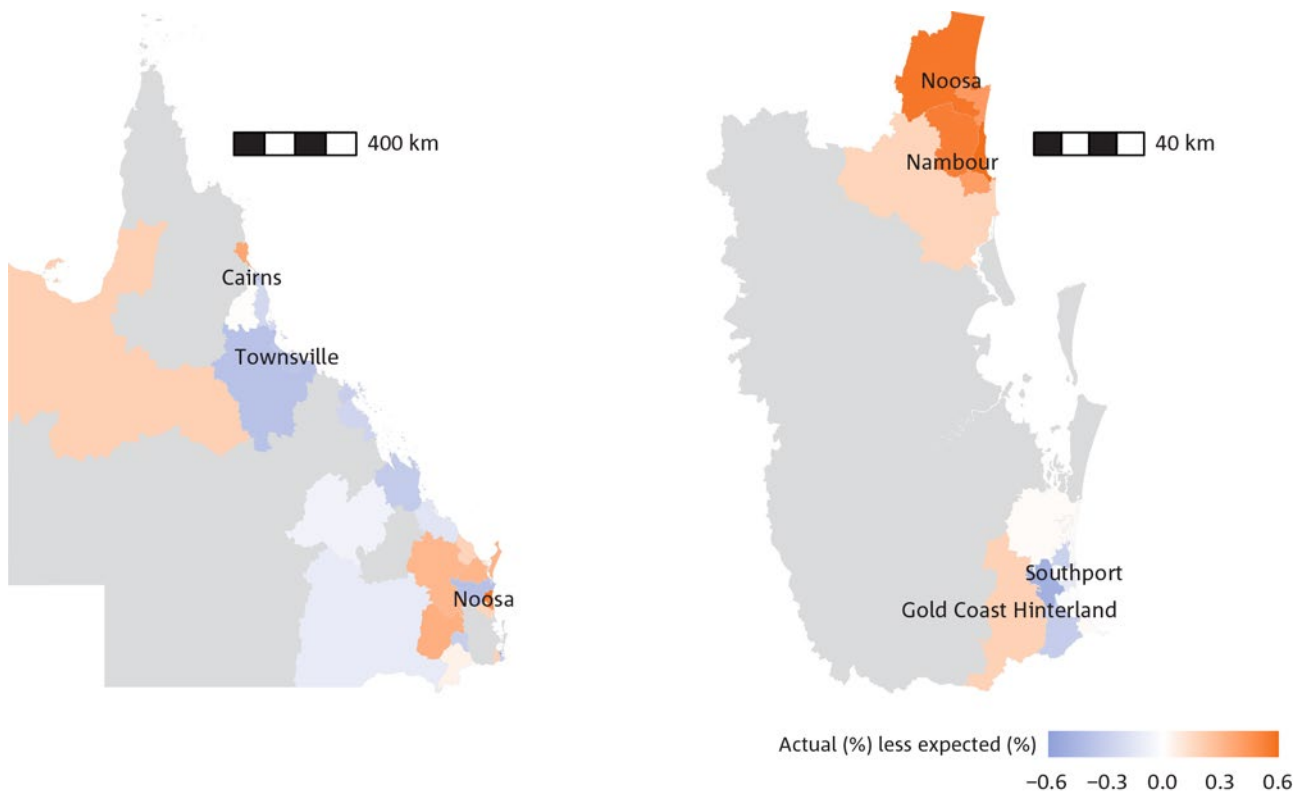 400 km
Cairns
Townsville
Noosa
Noosa
40 km
Nambour
Southport
Gold Coast Hinterland
Actual (%) less expected (%)
−0.6 −0.3 0.0 0.3 0.6